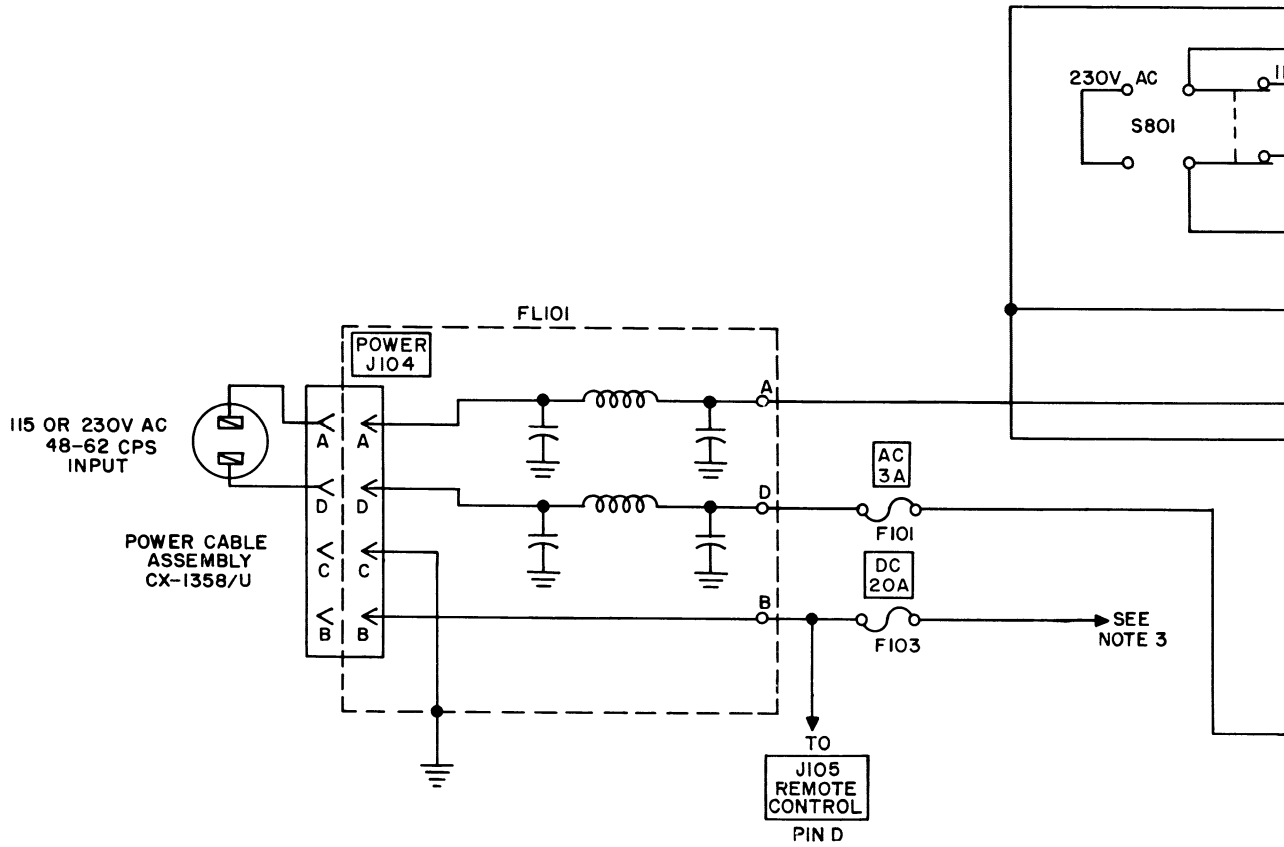 230V AC
11
S801
FL101
POWER
J104
115 OR 230V AC
48-62 CPS
INPUT
A
A
A
D
D
D
C
C
B
B
B
POWER CABLE
ASSEMBLY
CX-1358/U
AC
3A
F101
DC
20A
F103
SEE
NOTE 3
TO
J105
REMOTE
CONTROL
PIN D